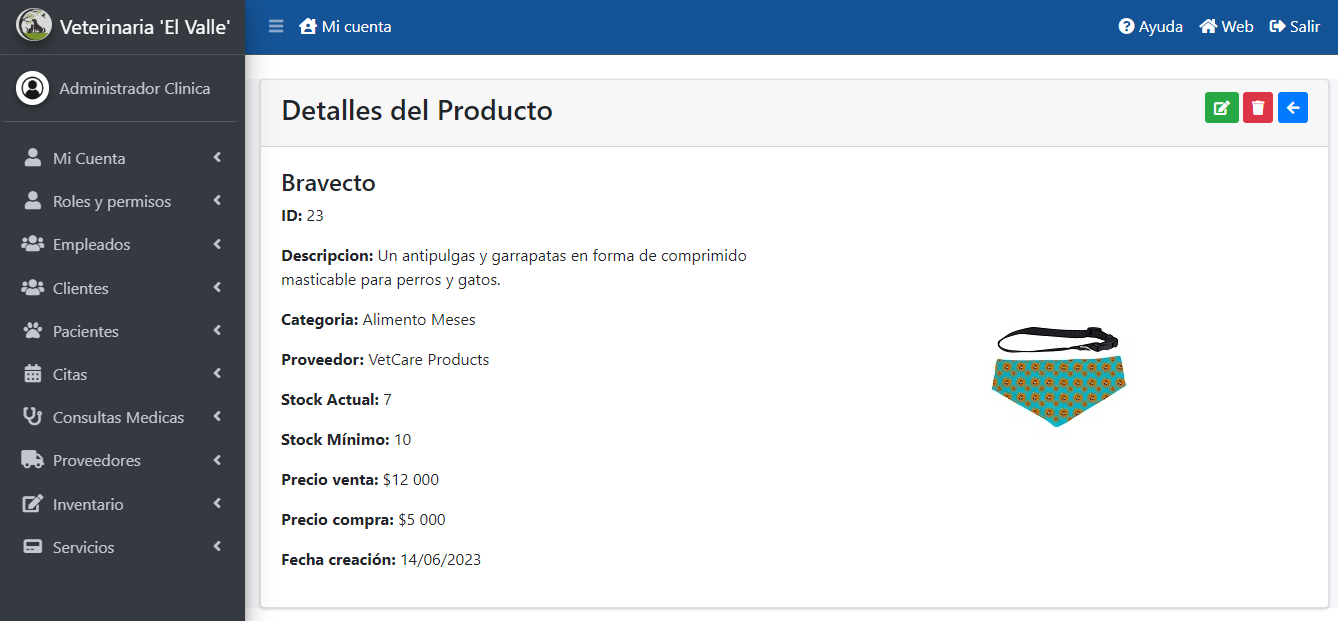 Veterinaria 'El Valle'
Mi cuenta
Ayuda
Web
Salir
Administrador Clinica
Mi Cuenta
Roles y permisos
Empleados
Clientes
Pacientes
Citas
Consultas Medicas
Proveedores
Inventario
Servicios
Detalles del Producto
Bravecto
ID: 23
Descripcion: Un antipulgas y garrapatas en forma de comprimido
masticable para perros y gatos.
Categoria: Alimento Meses
Proveedor: VetCare Products
Stock Actual: 7
Stock Mínimo: 10
Precio venta: $12 000
Precio compra: $5 000
Fecha creación: 14/06/2023